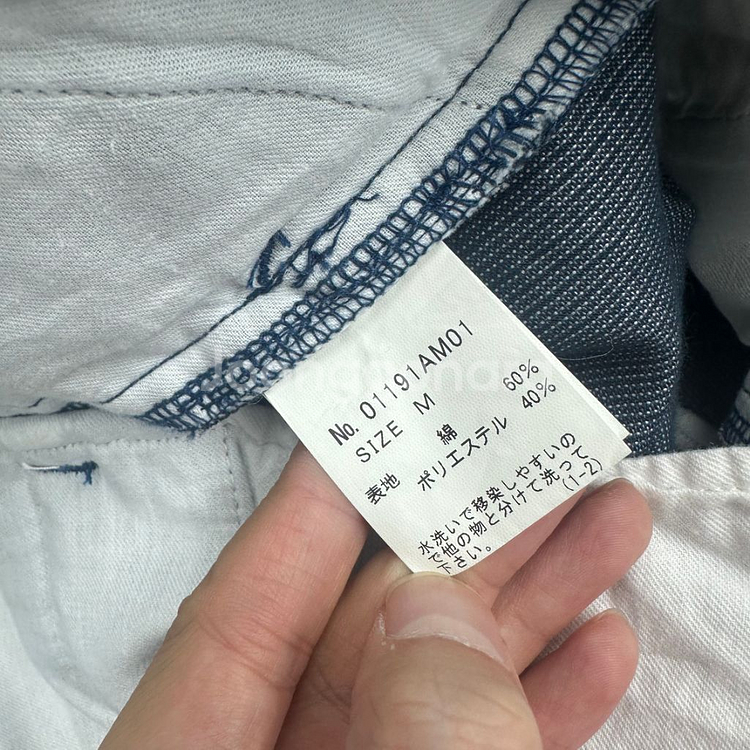 No. 01191AM01
SIZE M
表地 綿 60%
ポリエステル 40%
水洗いで移染しやすいの
で他の物と分けて洗って
下さい。 (1-2)